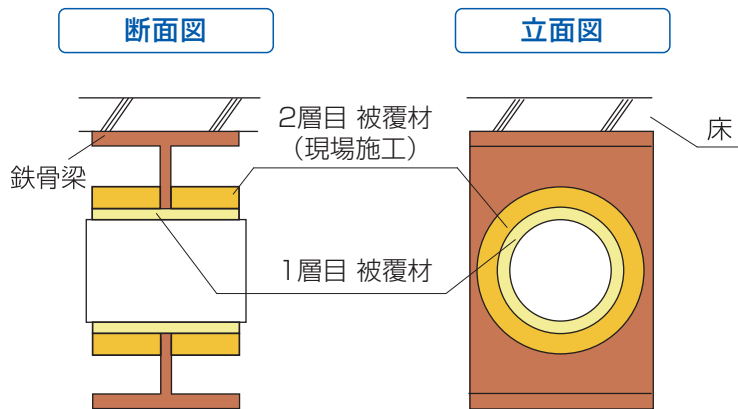 断面図
立面図
2層目 被覆材
（現場施工）
床
鉄骨梁
1層目 被覆材